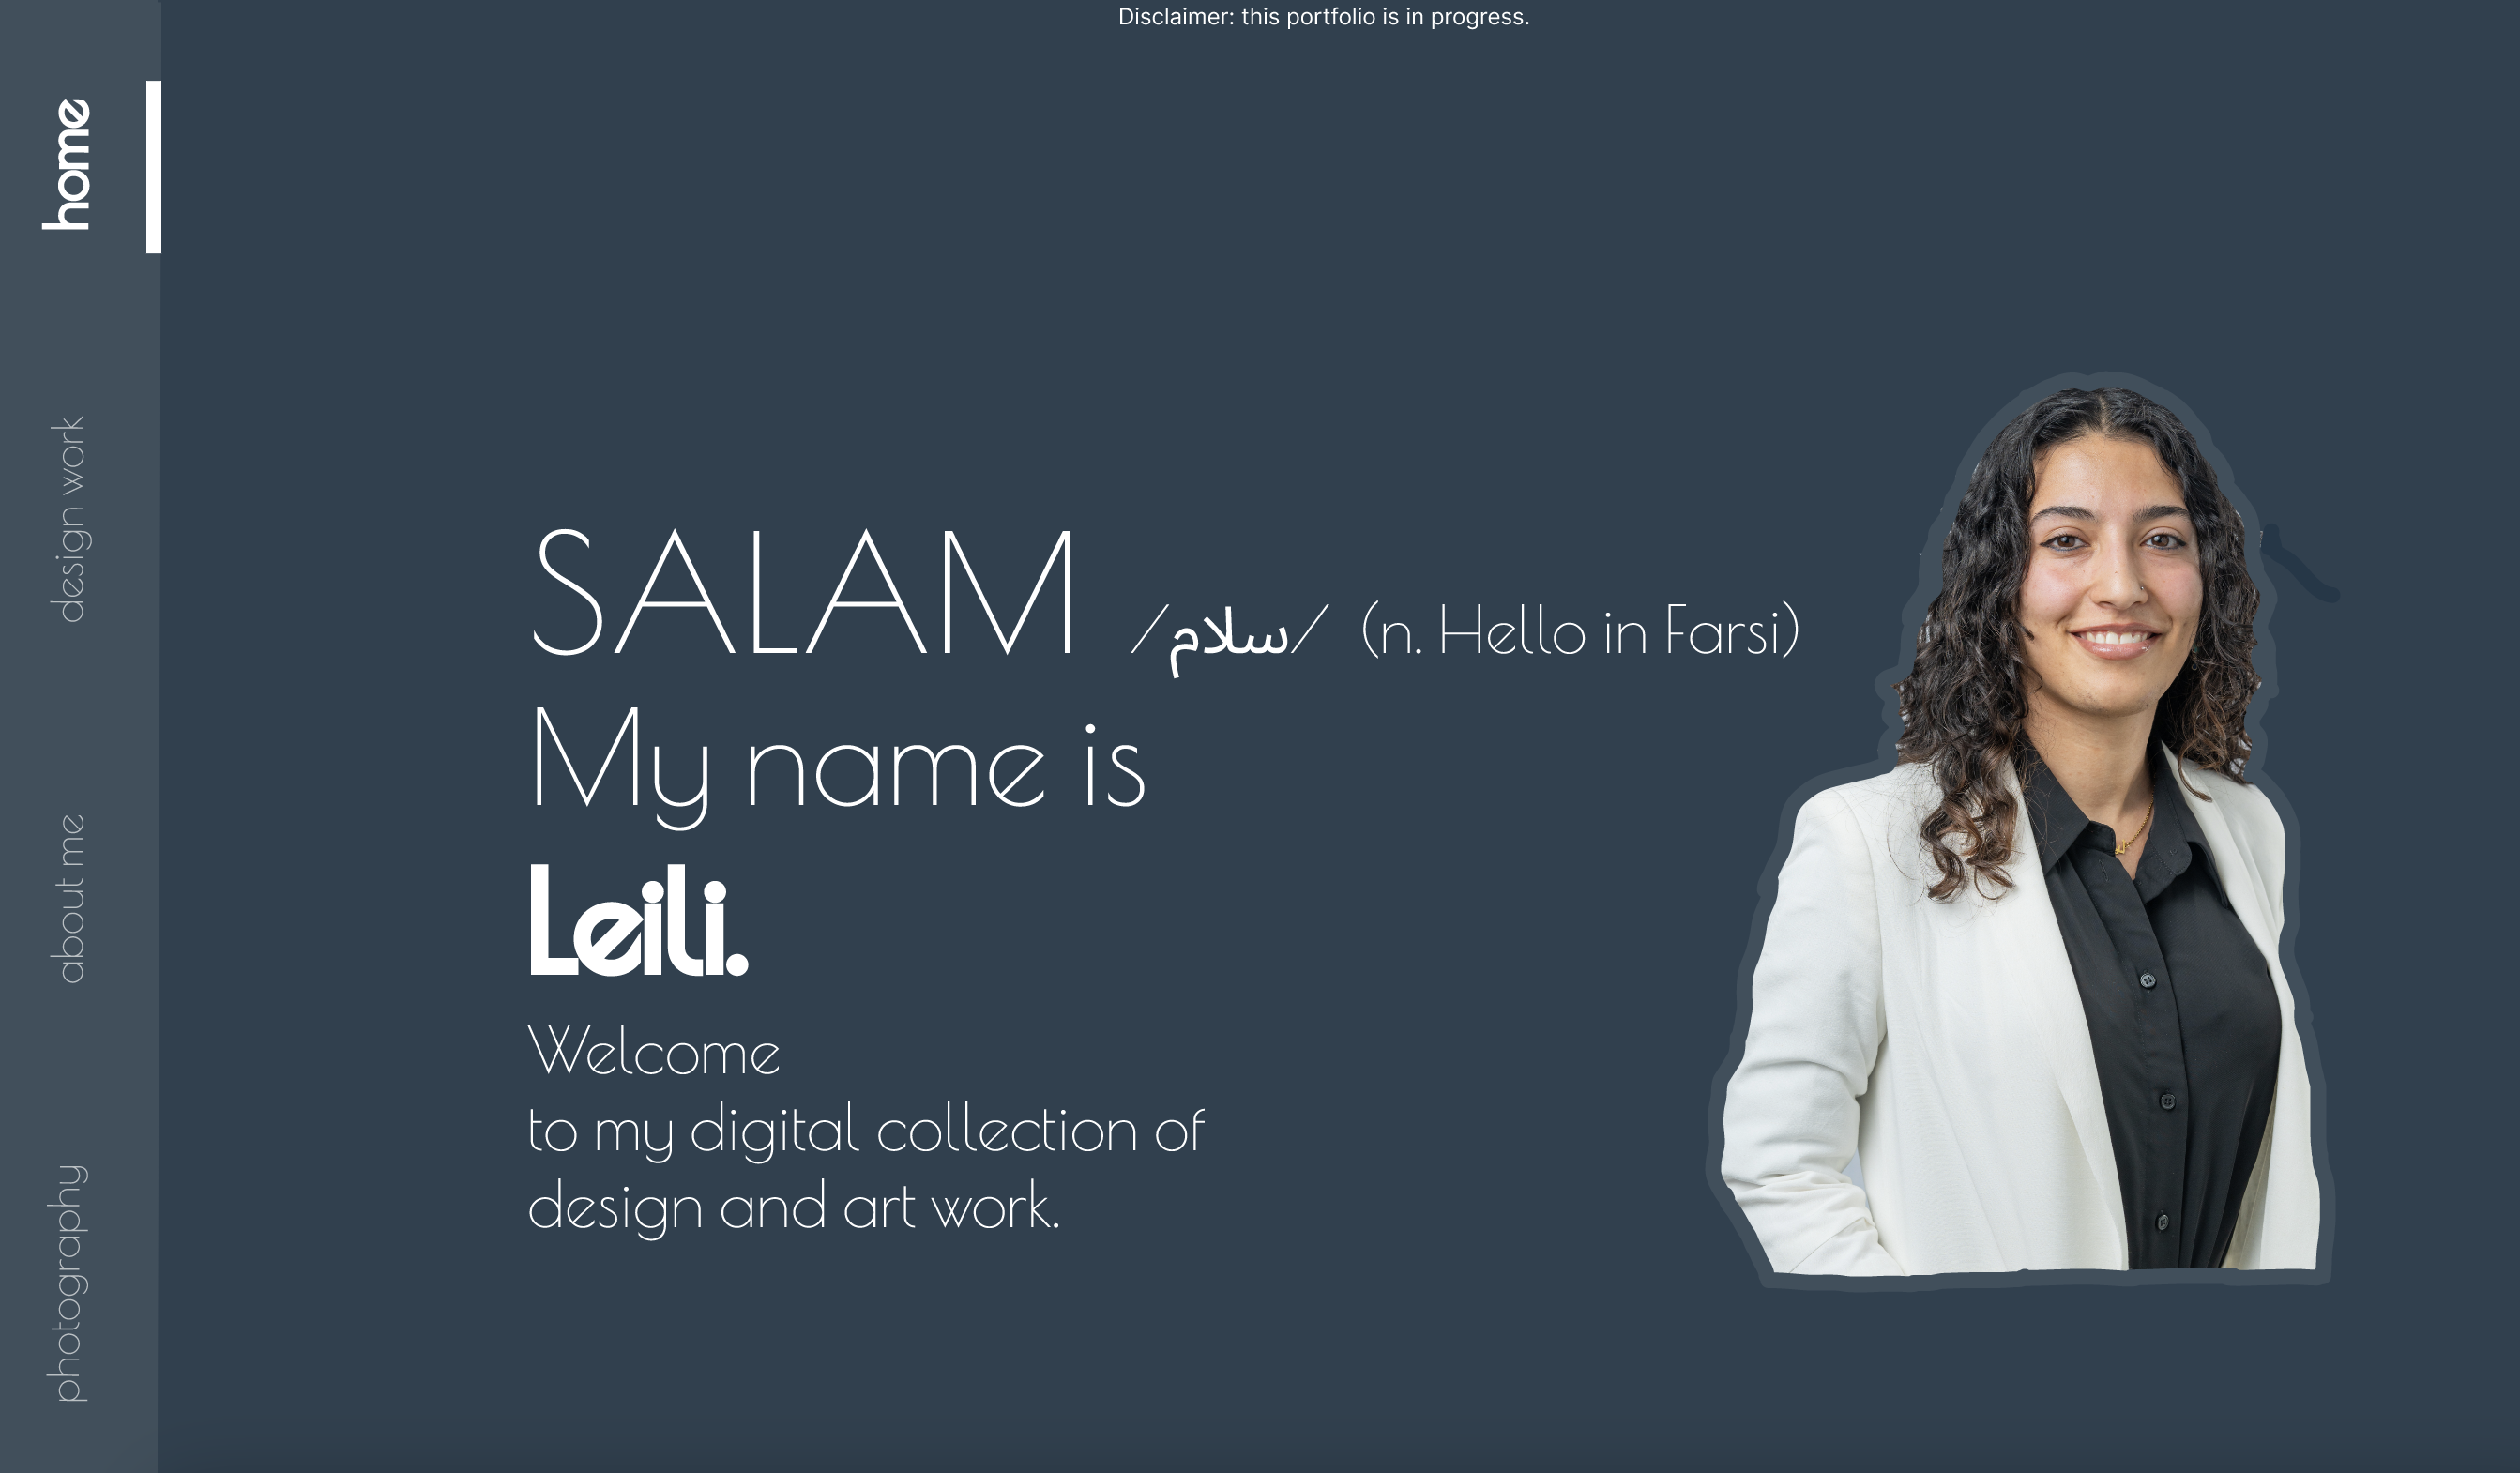 Disclaimer: this portfolio is in progress.
home
design work
about me
photography
SALAM /سلام/ (n. Hello in Farsi)
My name is
Leili.
Welcome
to my digital collection of
design and art work.